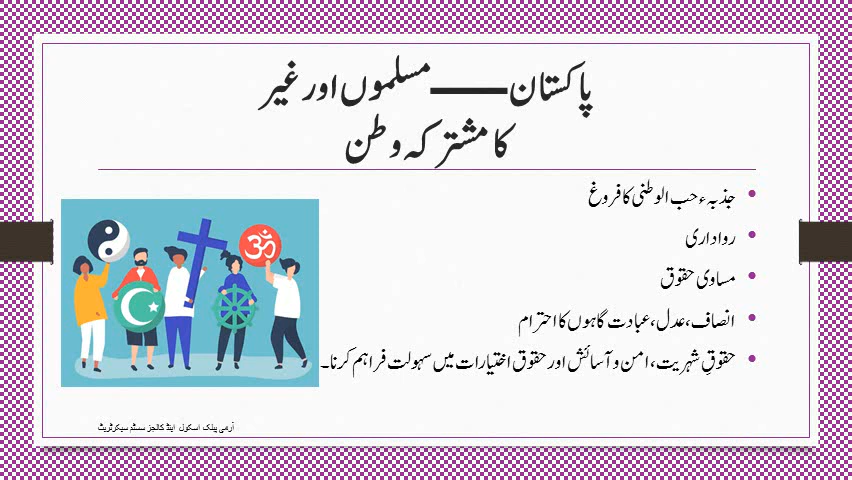 پاکستان——مسلموں اور غیر
کا مشترکہ وطن
جذبہء حب الوطنی کا فروغ
رواداری
مساوی حقوق
انصاف، عدل، عبادت گاہوں کا احترام
حقوقِ شہریت، امن و آسائش اور حقوق اختیارات میں سہولت فراہم کرنا۔
آرمی پبلک اسکول اینڈ کالجز سسٹم سیکرٹریٹ